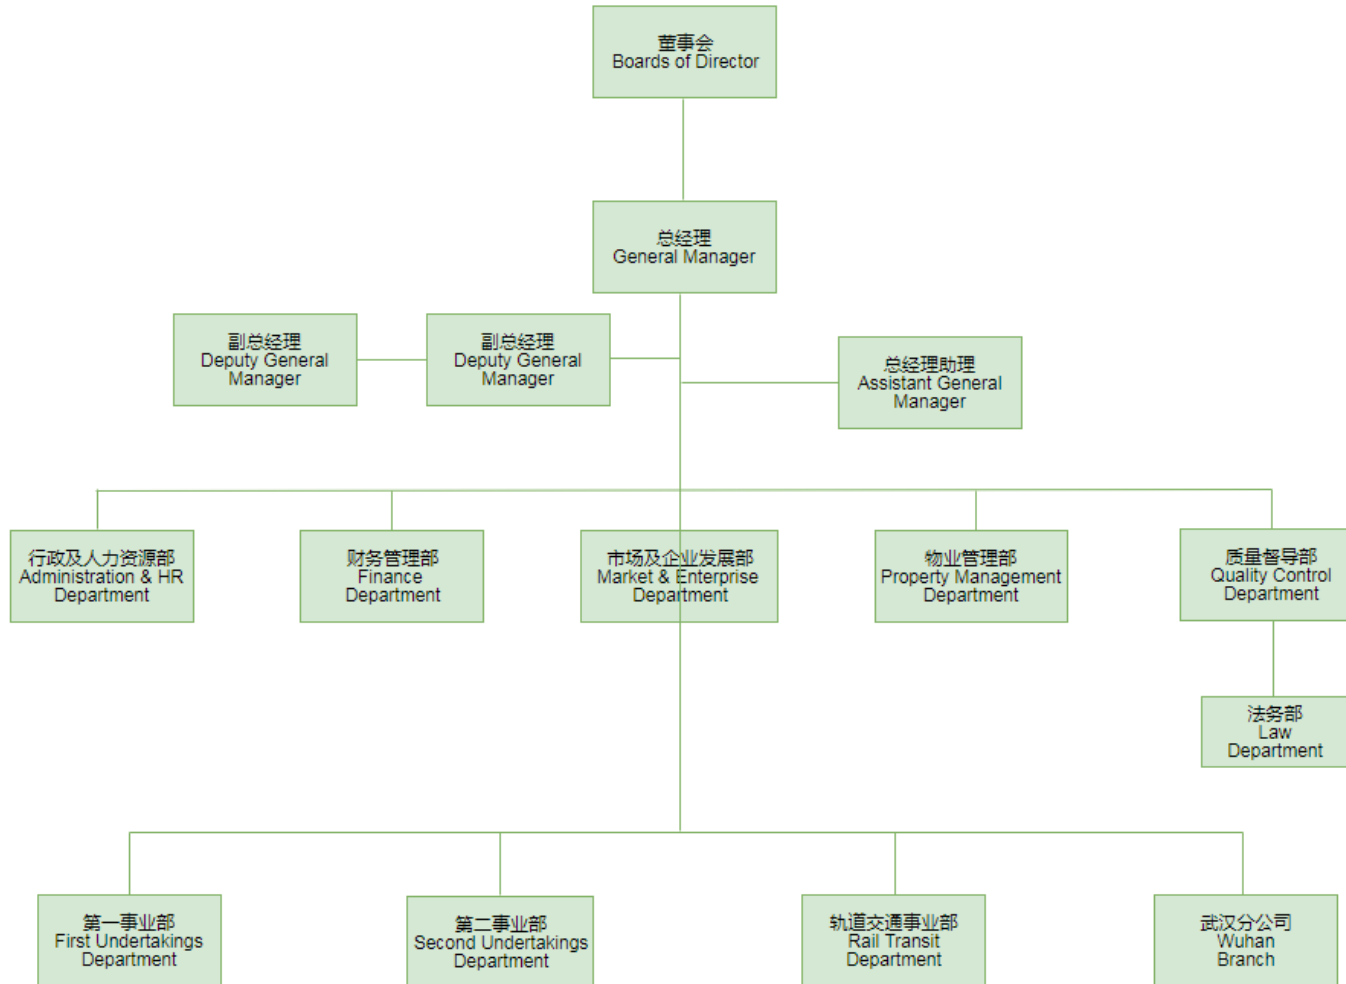 董事会
Boards of Director
总经理
General Manager
副总经理
Deputy General
Manager
副总经理
Deputy General
Manager
总经理助理
Assistant General
Manager
行政及人力资源部
Administration & HR
Department
财务管理部
Finance
Department
市场及企业发展部
Market & Enterprise
Department
物业管理部
Property Management
Department
质量督导部
Quality Control
Department
法务部
Law
Department
第一事业部
First Undertakings
Department
第二事业部
Second Undertakings
Department
轨道交通事业部
Rail Transit
Department
武汉分公司
Wuhan
Branch